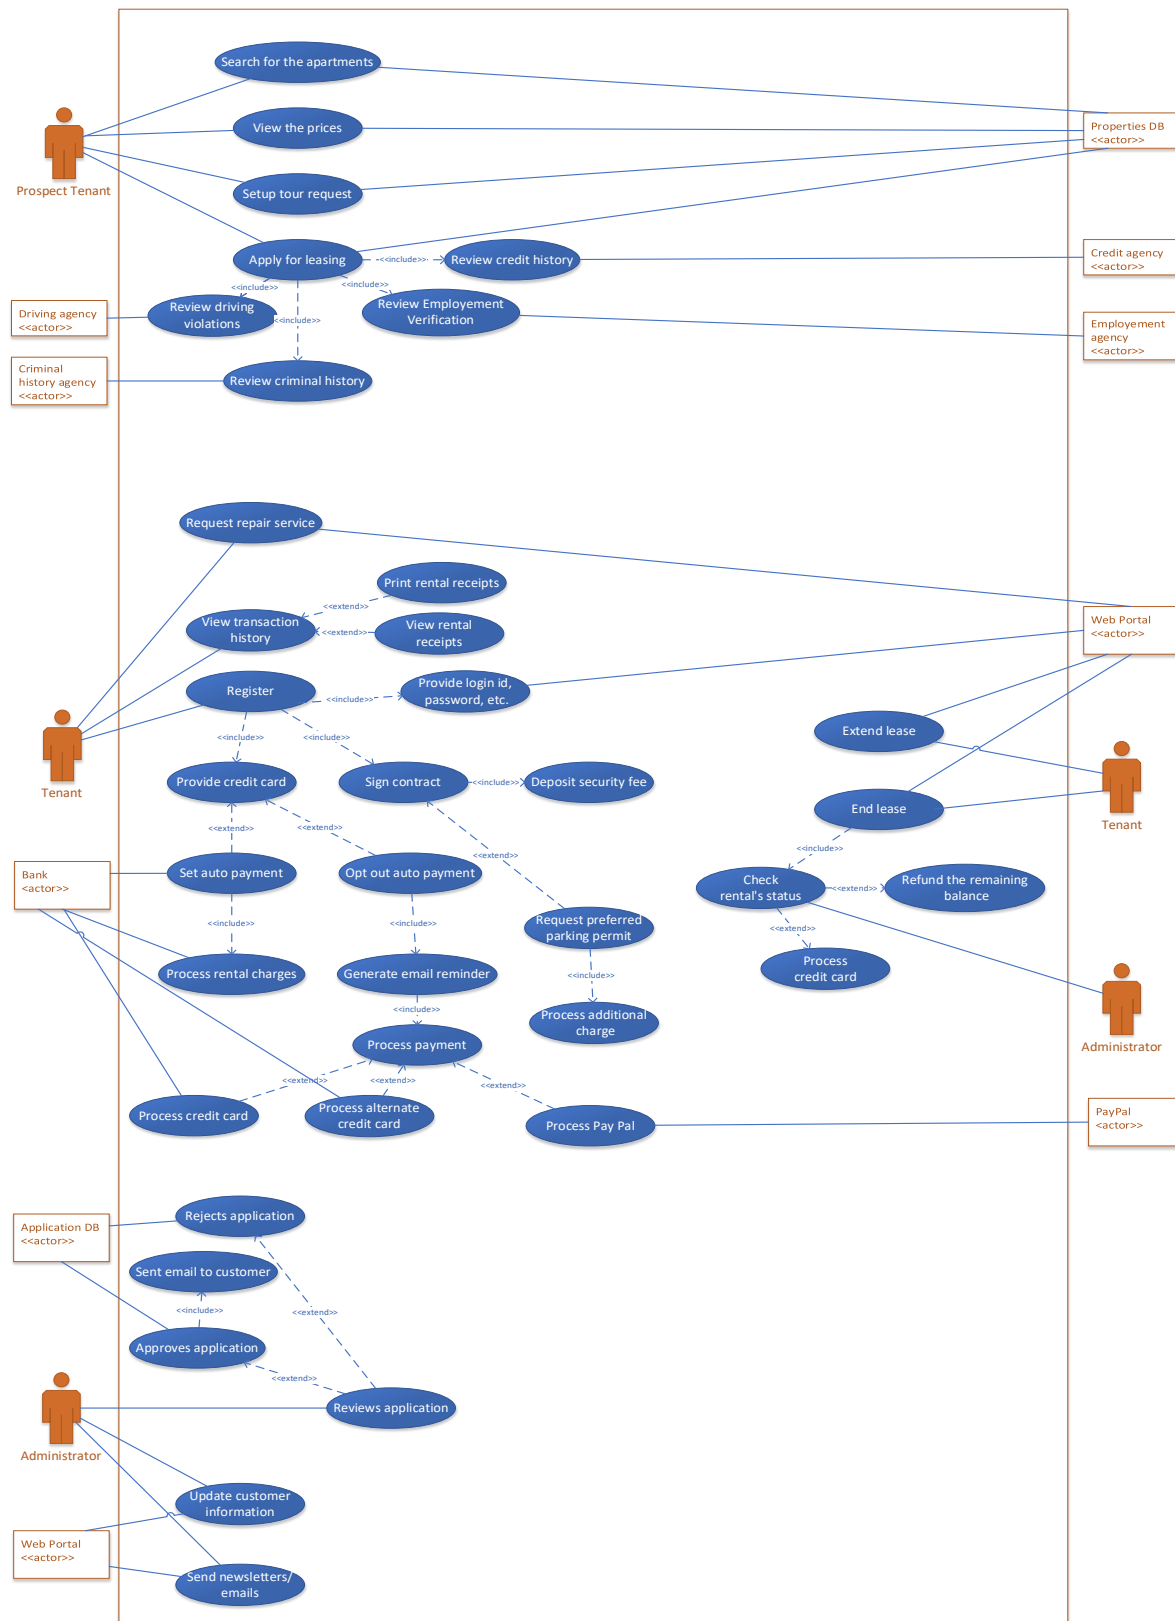 Search for the apartments
View the prices
Properties DB
<<actor>>
Prospect Tenant
Setup tour request
Apply for leasing
<<include>>
Review credit history
Credit agency
<<actor>>
<<include>>
<<include>>
Driving agency
<<actor>>
Review driving
violations
<<include>>
Review Employement
Verification
Employement
agency
<<actor>>
Criminal
history agency
<<actor>>
Review criminal history
Request repair service
Print rental receipts
<<extend>>
View transaction
history
<<extend>>
View rental
receipts
Web Portal
<<actor>>
Register
<<include>>
Provide login id,
password, etc.
<<include>>
<<include>>
Extend lease
Tenant
Provide credit card
Sign contract
<<include>>
Deposit security fee
End lease
Tenant
<<extend>>
<<extend>>
<<extend>>
<<include>>
Bank
<actor>>
Set auto payment
Opt out auto payment
Check
rental's status
<<extend>>
Refund the remaining
balance
<<include>>
<<include>>
Request preferred
parking permit
<<extend>>
Process rental charges
Generate email reminder
<<include>>
Process
credit card
<<include>>
Process additional
charge
Process payment
Administrator
<<extend>>
<<extend>>
<<extend>>
Process credit card
Process alternate
credit card
Process Pay Pal
PayPal
<actor>>
Application DB
<<actor>>
Rejects application
Sent email to customer
<<include>>
<<extend>>
Approves application
<<extend>>
Reviews application
Administrator
Update customer
information
Web Portal
<<actor>>
Send newsletters/
emails